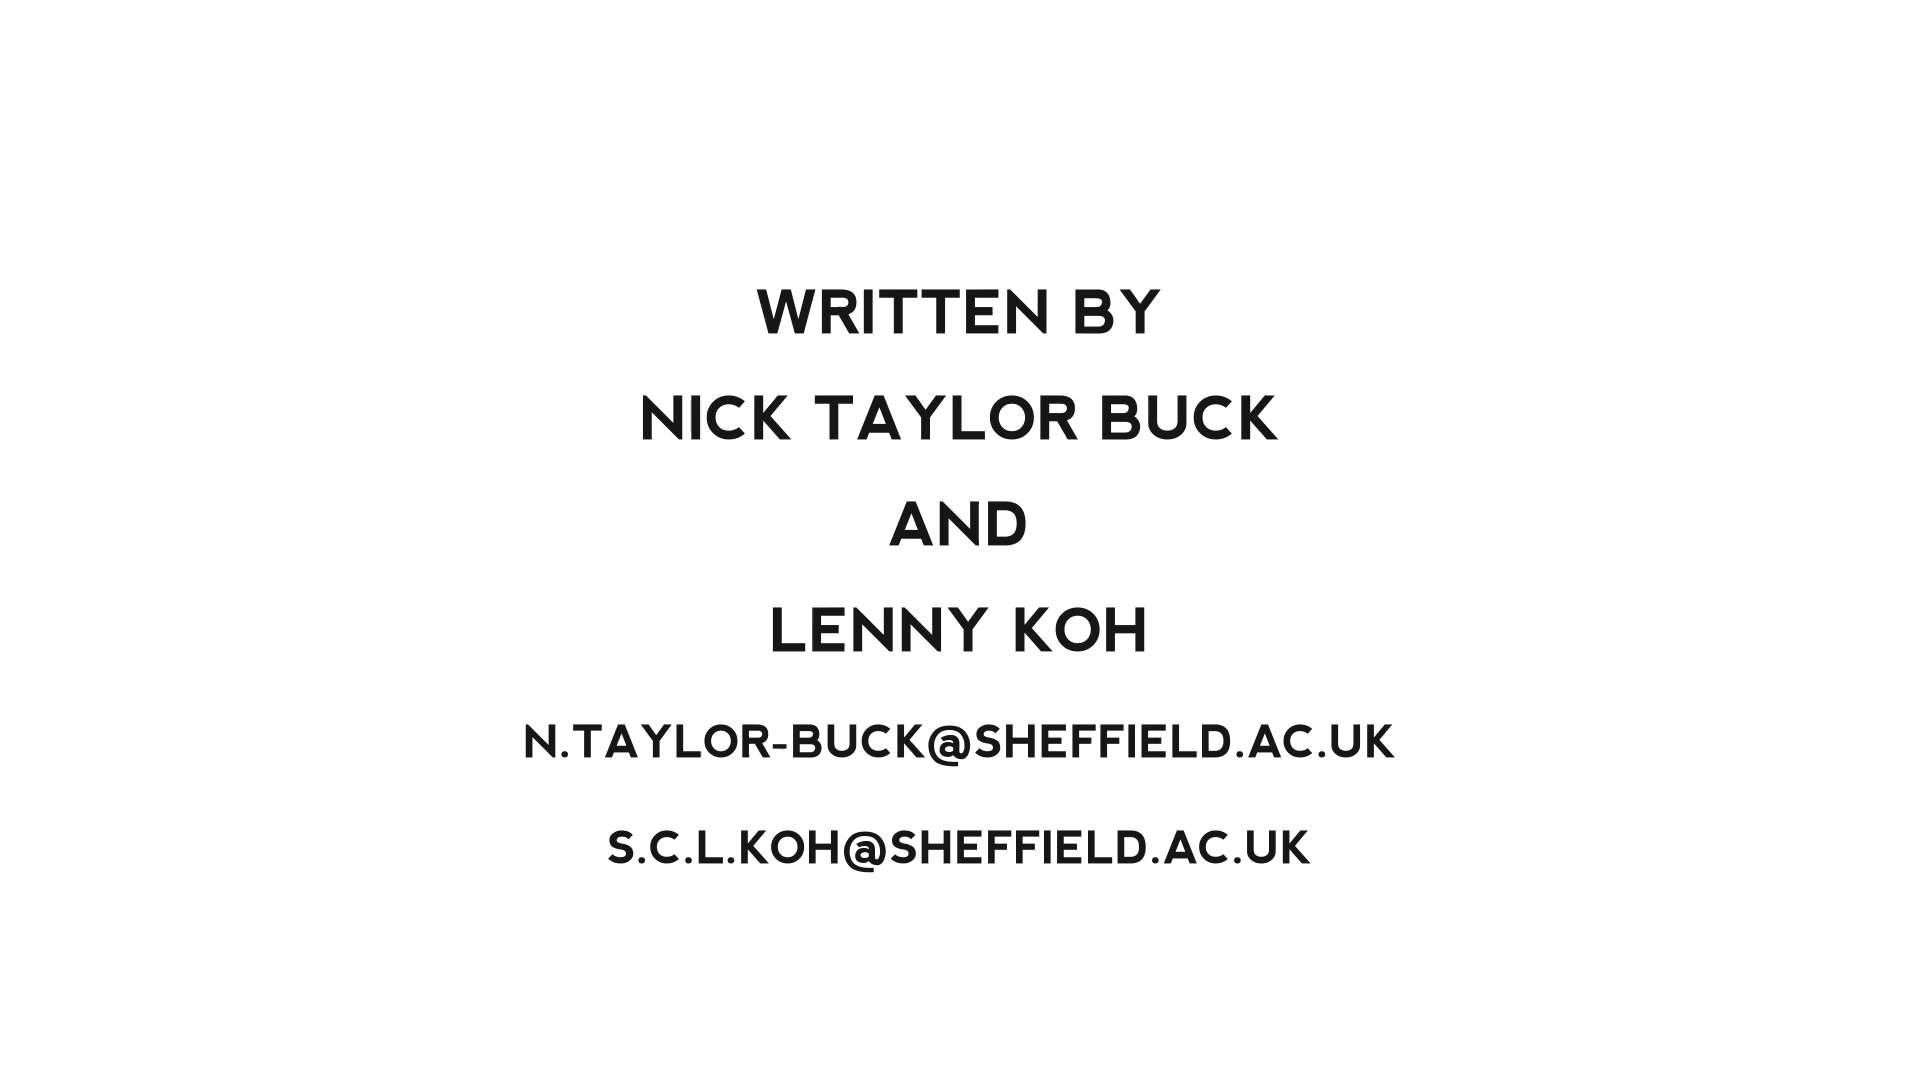 WRITTEN BY
NICK TAYLOR BUCK
AND
LENNY KOH
N.TAYLOR-BUCK@SHEFFIELD.AC.UK
S.C.L.KOH@SHEFFIELD.AC.UK